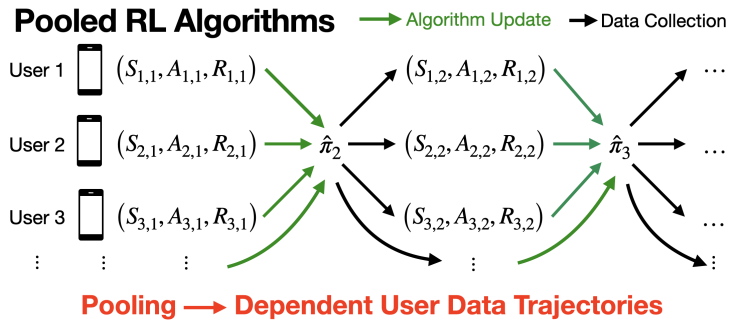 Pooled RL Algorithms → Algorithm Update → Data Collection
User 1 (S₁,₁, A₁,₁, R₁,₁) (S₁,₂, A₁,₂, R₁,₂) ...
User 2 (S₂,₁, A₂,₁, R₂,₁) π̂₂ (S₂,₂, A₂,₂, R₂,₂) π̂₃ ...
User 3 (S₃,₁, A₃,₁, R₃,₁) (S₃,₂, A₃,₂, R₃,₂) ...
⋮ ⋮ ⋮ ⋮ ⋮
Pooling → Dependent User Data Trajectories